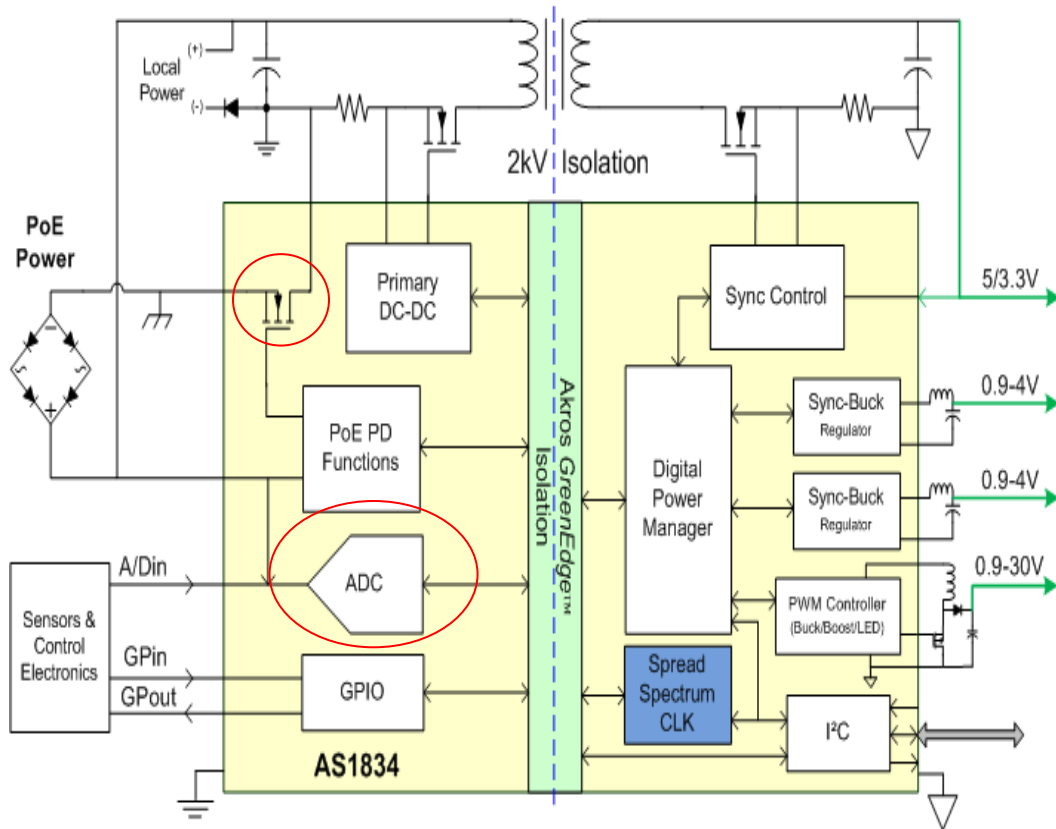 (+)
Local
Power
(-)
2kV Isolation
PoE
Power
Primary
DC-DC
Sync Control
5/3.3V
Akros GreenEdge™
Isolation
PoE PD
Functions
Digital
Power
Manager
Sync-Buck
Regulator
0.9-4V
Sync-Buck
Regulator
0.9-4V
A/Din
ADC
Sensors &
Control
Electronics
GPin
GPout
GPIO
PWM Controller
(Buck/Boost/LED)
0.9-30V
Spread
Spectrum
CLK
I²C
AS1834